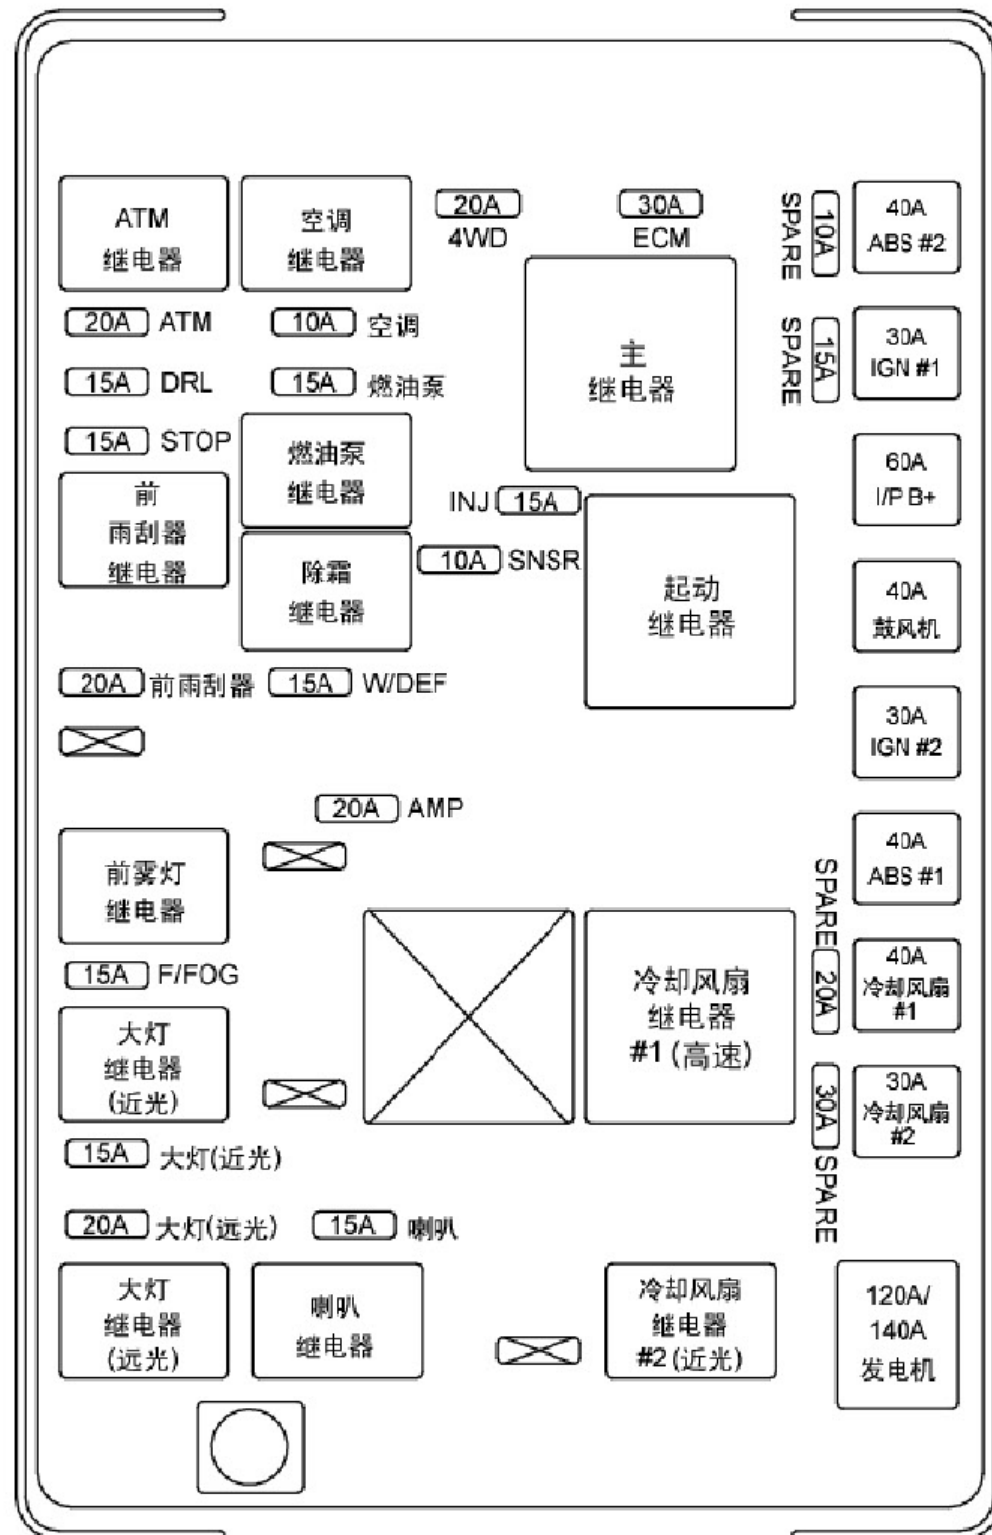 ATM
继电器
空调
继电器
20A
4WD
30A
ECM
10A
SPARE
40A
ABS #2
20A ATM
10A 空调
15A DRL
15A 燃油泵
15A STOP
主
继电器
15A
SPARE
30A
IGN #1
前
雨刮器
继电器
燃油泵
继电器
除霜
继电器
INJ 15A
10A SNSR
起动
继电器
60A
I/P B+
40A
鼓风机
20A 前雨刮器
15A W/DEF
30A
IGN #2
20A AMP
前雾灯
继电器
40A
ABS #1
15A F/FOG
大灯
继电器
(近光)
冷却风扇
继电器
#1 (高速)
SPARE
20A
40A
冷却风扇
#1
30A
SPARE
30A
冷却风扇
#2
15A 大灯(近光)
20A 大灯(远光)
15A 喇叭
大灯
继电器
(远光)
喇叭
继电器
冷却风扇
继电器
#2 (近光)
120A/
140A
发电机